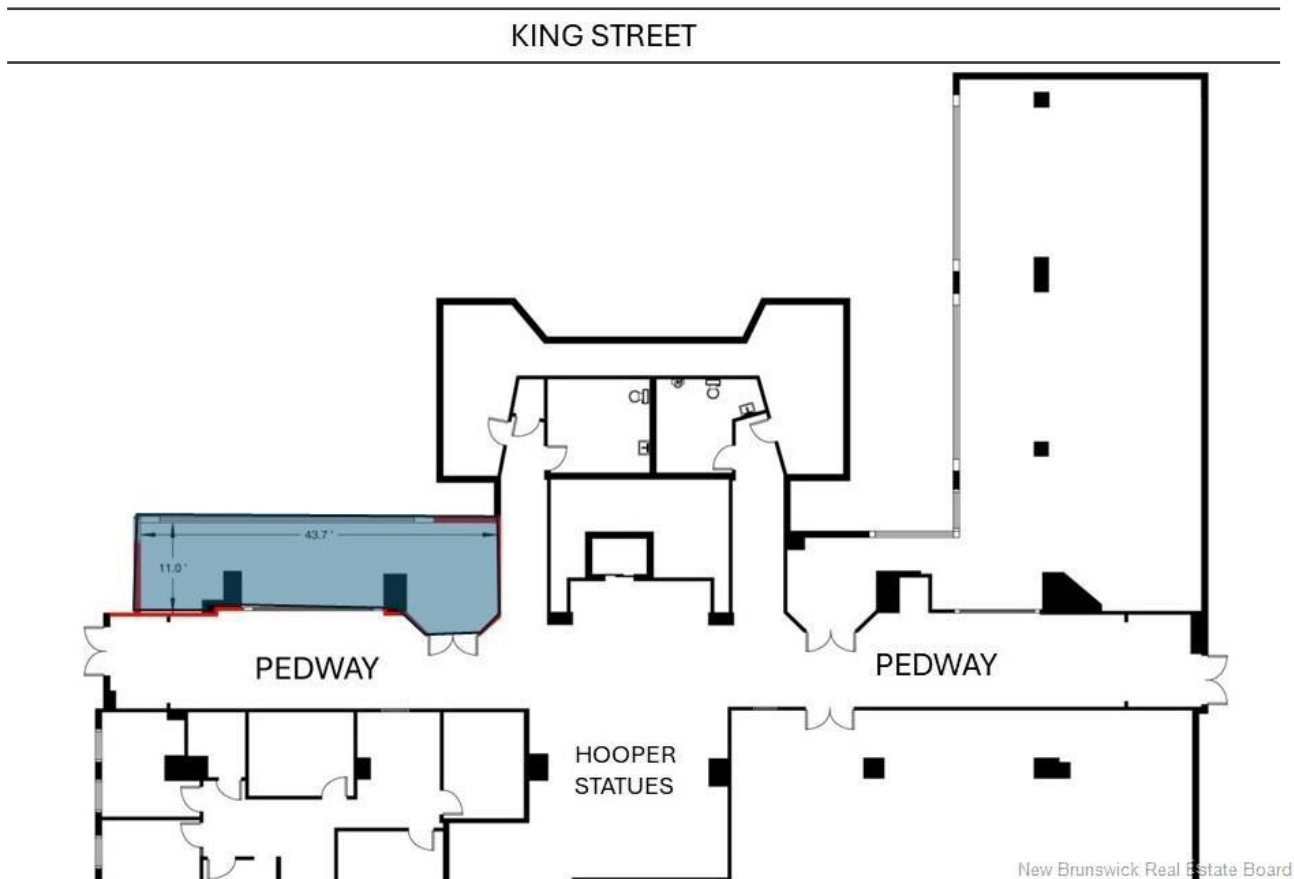 KING STREET
43.7 '
11.0 '
PEDWAY
PEDWAY
HOOPER
STATUES
New Brunswick Real Estate Board